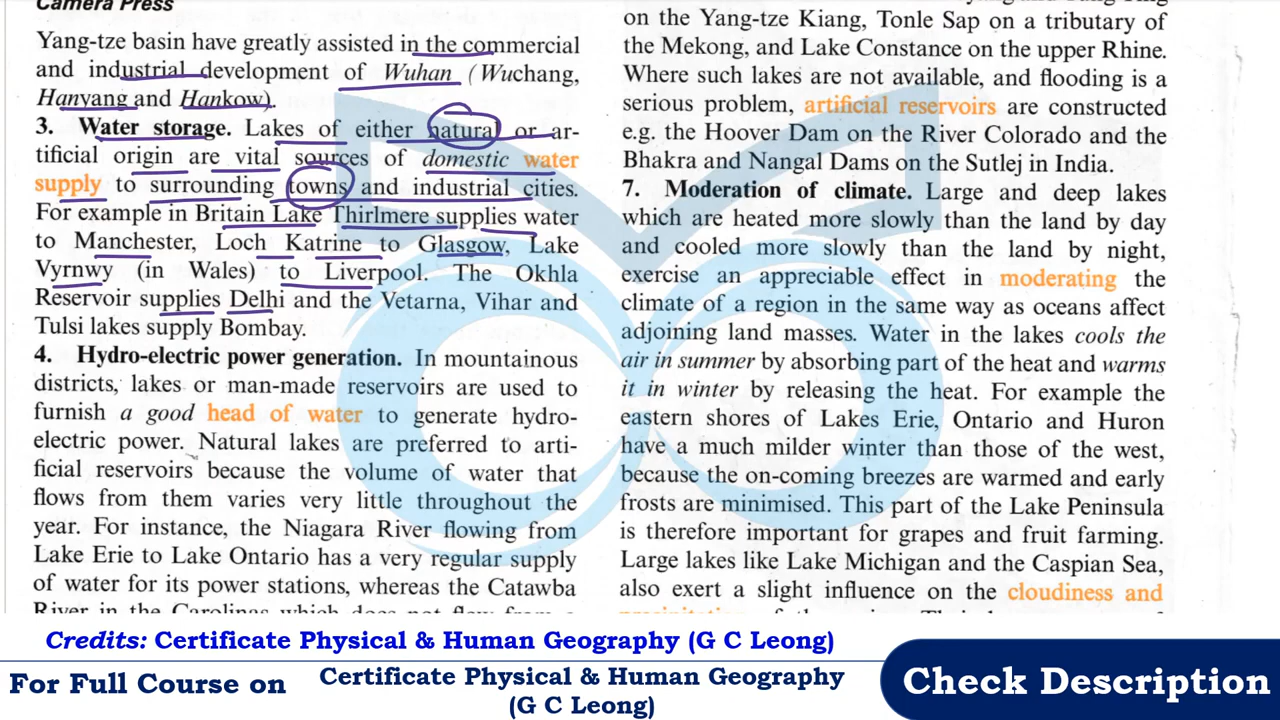 Camera Press
Yang-tze basin have greatly assisted in the commercial
and industrial development of Wuhan (Wuchang,
Hanyang and Hankow).
3. Water storage. Lakes of either natural or ar-
tificial origin are vital sources of domestic water
supply to surrounding towns and industrial cities.
For example in Britain Lake Thirlmere supplies water
to Manchester, Loch Katrine to Glasgow, Lake
Vyrnwy (in Wales) to Liverpool. The Okhla
Reservoir supplies Delhi and the Vetarna, Vihar and
Tulsi lakes supply Bombay.
4. Hydro-electric power generation. In mountainous
districts, lakes or man-made reservoirs are used to
furnish a good head of water to generate hydro-
electric power. Natural lakes are preferred to arti-
ficial reservoirs because the volume of water that
flows from them varies very little throughout the
year. For instance, the Niagara River flowing from
Lake Erie to Lake Ontario has a very regular supply
of water for its power stations, whereas the Catawba
River in the Carolinas which does not flow from a
on the Yang-tze Kiang, Tonle Sap on a tributary of
the Mekong, and Lake Constance on the upper Rhine.
Where such lakes are not available, and flooding is a
serious problem, artificial reservoirs are constructed
e.g. the Hoover Dam on the River Colorado and the
Bhakra and Nangal Dams on the Sutlej in India.
7. Moderation of climate. Large and deep lakes
which are heated more slowly than the land by day
and cooled more slowly than the land by night,
exercise an appreciable effect in moderating the
climate of a region in the same way as oceans affect
adjoining land masses. Water in the lakes cools the
air in summer by absorbing part of the heat and warms
it in winter by releasing the heat. For example the
eastern shores of Lakes Erie, Ontario and Huron
have a much milder winter than those of the west,
because the on-coming breezes are warmed and early
frosts are minimised. This part of the Lake Peninsula
is therefore important for grapes and fruit farming.
Large lakes like Lake Michigan and the Caspian Sea,
also exert a slight influence on the cloudiness and
Credits: Certificate Physical & Human Geography (G C Leong)
For Full Course on
Certificate Physical & Human Geography
(G C Leong)
Check Description